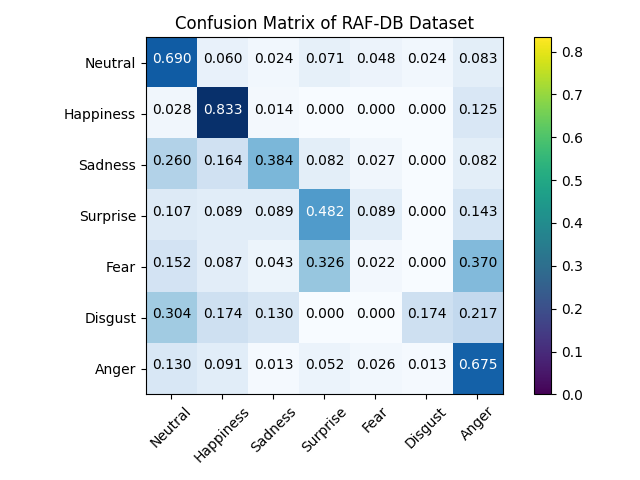 Confusion Matrix of RAF-DB Dataset
Neutral 0.690 0.060 0.024 0.071 0.048 0.024 0.083
Happiness 0.028 0.833 0.014 0.000 0.000 0.000 0.125
Sadness 0.260 0.164 0.384 0.082 0.027 0.000 0.082
Surprise 0.107 0.089 0.089 0.482 0.089 0.000 0.143
Fear 0.152 0.087 0.043 0.326 0.022 0.000 0.370
Disgust 0.304 0.174 0.130 0.000 0.000 0.174 0.217
Anger 0.130 0.091 0.013 0.052 0.026 0.013 0.675
Neutral Happiness Sadness Surprise Fear Disgust Anger
0.8
0.7
0.6
0.5
0.4
0.3
0.2
0.1
0.0